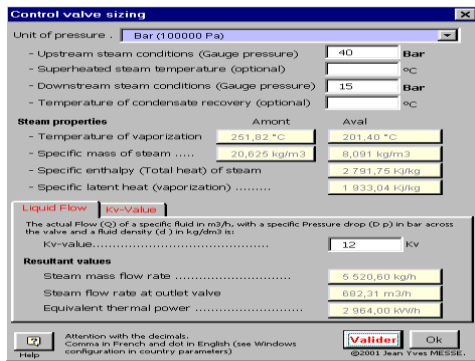 Control valve sizing
Unit of pressure . Bar (100000 Pa)
- Upstream steam conditions (Gauge pressure) 40 Bar
- Superheated steam temperature (optional) °C
- Downstream steam conditions (Gauge pressure) 15 Bar
- Temperature of condensate recovery (optional) °C
Steam properties Amont Aval
- Temperature of vaporization 251,82 °C 201,40 °C
- Specific mass of steam ..... 20,625 kg/m3 8,091 kg/m3
- Specific enthalpy (Total heat) of steam 2 791,75 Kj/kg
- Specific latent heat (vaporization) ......... 1 933,04 Kj/kg
Liquid Flow Kv-Value
The actual Flow (Q) of a specific fluid in m3/h, with a specific Pressure drop (D p) in bar across
the valve and a fluid density (d ) in kg/dm3 is:
Kv-value............................................. 12 Kv
Resultant values
Steam mass flow rate ............................ 5 520,60 kg/h
Steam flow rate at outlet valve 682,31 m3/h
Equivalent thermal power ..................... 2 964,00 kWh
? Help
Attention with the decimals.
Comma in French and dot in English (see Windows
configuration in country parameters)
Valider Ok
©2001 Jean Yves MESSE.